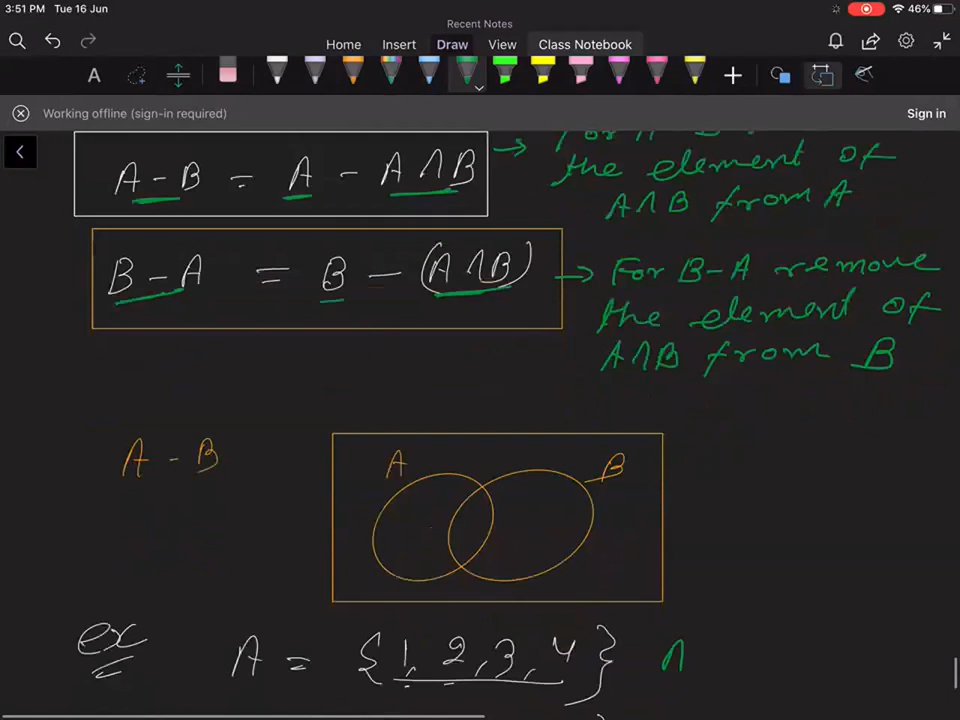 3:51 PM Tue 16 Jun
46%
Recent Notes
Home Insert Draw View Class Notebook
A
Working offline (sign-in required)
Sign in
A - B = A - A ∩ B
→ For A - B
the element of
A∩B from A
B - A = B - (A ∩ B)
→ For B-A remove
the element of
A∩B from B
A - B
A
B
ex A = {1, 2, 3, 4}